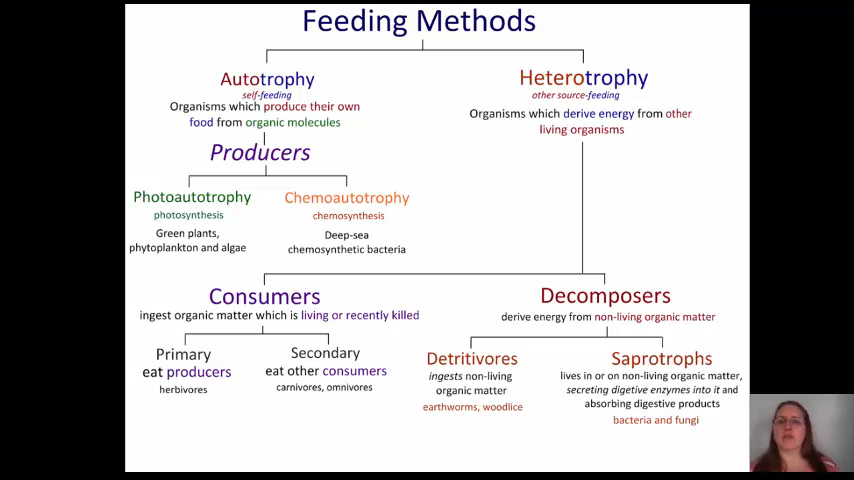 Feeding Methods
Autotrophy
self-feeding
Organisms which produce their own
food from organic molecules
Heterotrophy
other source-feeding
Organisms which derive energy from other
living organisms
Producers
Photoautotrophy
photosynthesis
Green plants,
phytoplankton and algae
Chemoautotrophy
chemosynthesis
Deep-sea
chemosynthetic bacteria
Consumers
ingest organic matter which is living or recently killed
Decomposers
derive energy from non-living organic matter
Primary
eat producers
herbivores
Secondary
eat other consumers
carnivores, omnivores
Detritivores
ingests non-living
organic matter
earthworms, woodlice
Saprotrophs
lives in or on non-living organic matter,
secreting digetive enzymes into it and
absorbing digestive products
bacteria and fungi